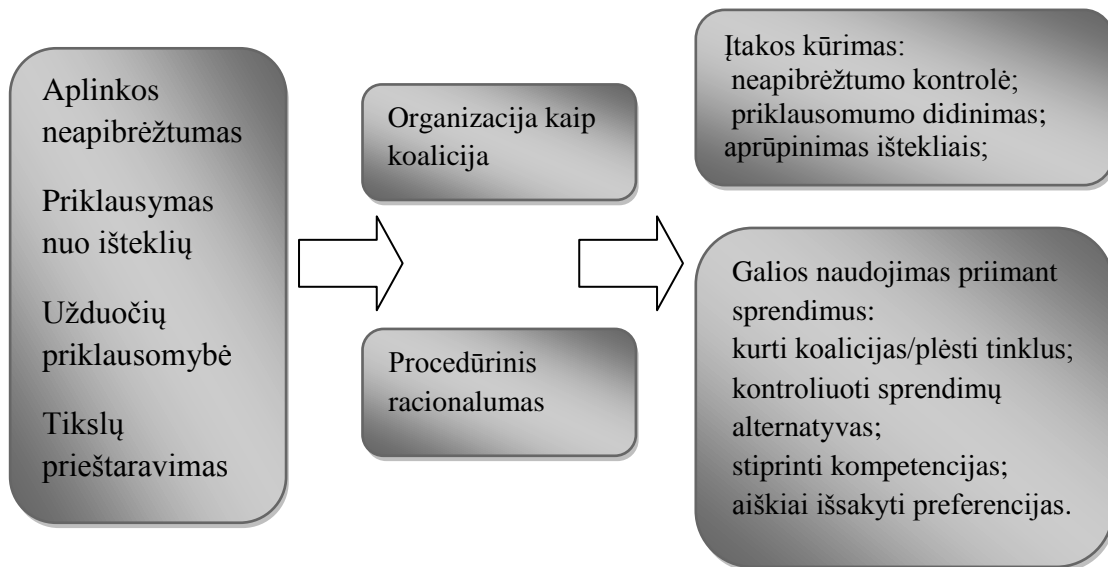 Aplinkos
neapibrėžtumas
Priklausymas
nuo išteklių
Užduočių
priklausomybė
Tikslų
prieštaravimas
Organizacija kaip
koalicija
Procedūrinis
racionalumas
Įtakos kūrimas:
neapibrėžtumo kontrolė;
priklausomumo didinimas;
aprūpinimas ištekliais;
Galios naudojimas priimant
sprendimus:
kurti koalicijas/plėsti tinklus;
kontroliuoti sprendimų
alternatyvas;
stiprinti kompetencijas;
aiškiai išsakyti preferencijas.